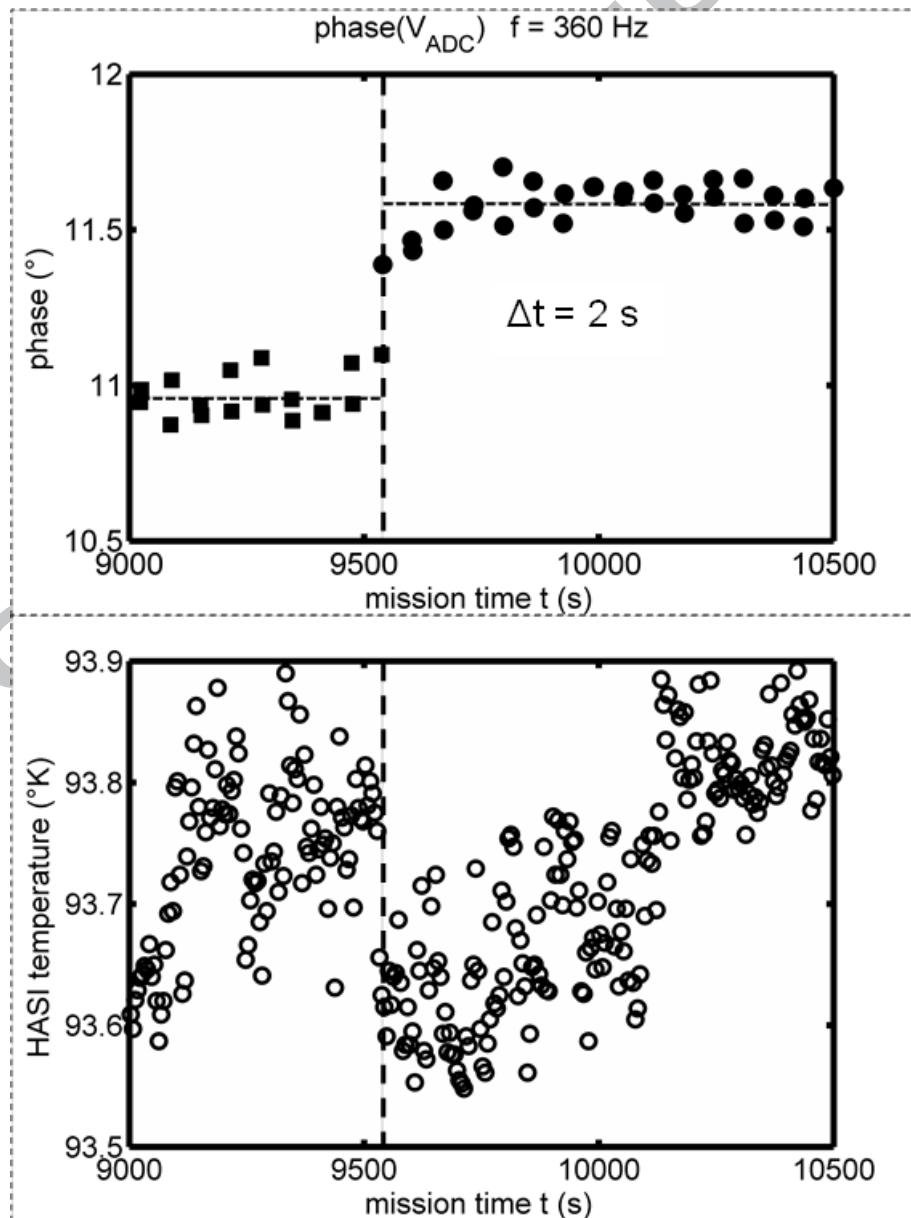 phase(V_ADC) f = 360 Hz
12
11.5
11
10.5
phase (°)
Δt = 2 s
9000 9500 10000 10500
mission time t (s)
93.9
93.8
93.7
93.6
93.5
HASI temperature (°K)
9000 9500 10000 10500
mission time t (s)